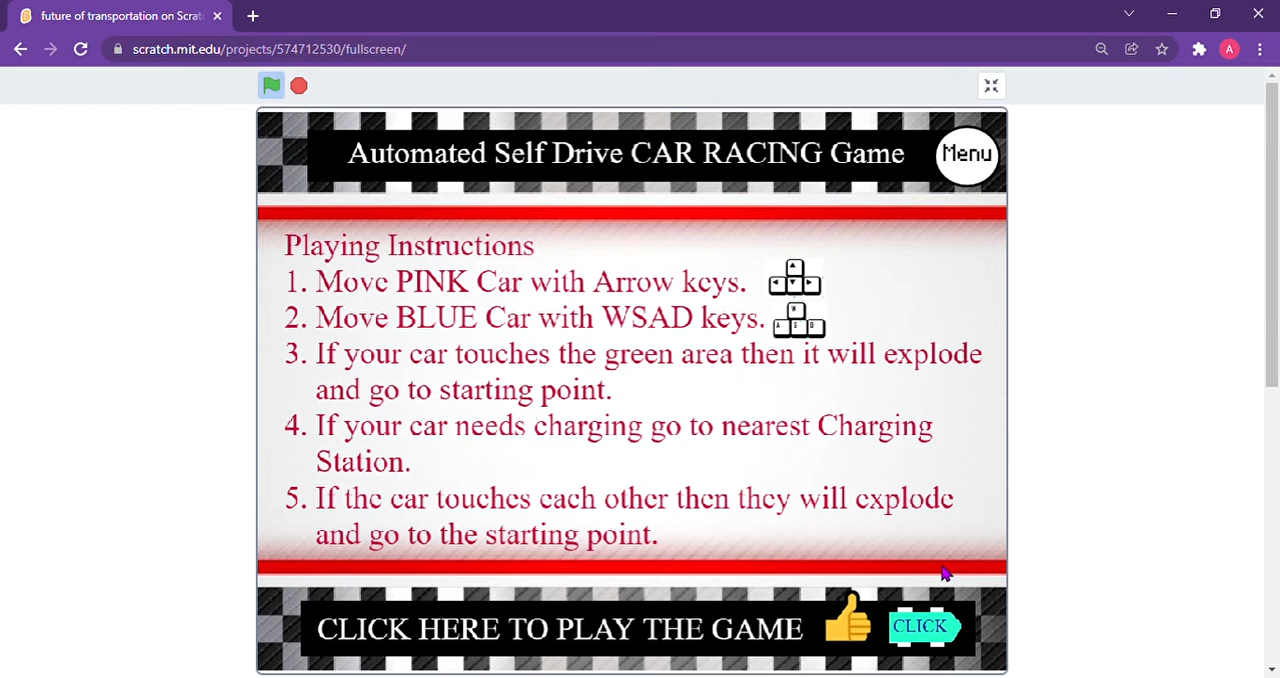 future of transportation on Scrat
scratch.mit.edu/projects/574712530/fullscreen/
A
Automated Self Drive CAR RACING Game
Menu
Playing Instructions
1. Move PINK Car with Arrow keys.
2. Move BLUE Car with WSAD keys.
W
A S D
3. If your car touches the green area then it will explode
and go to starting point.
4. If your car needs charging go to nearest Charging
Station.
5. If the car touches each other then they will explode
and go to the starting point.
CLICK HERE TO PLAY THE GAME
CLICK